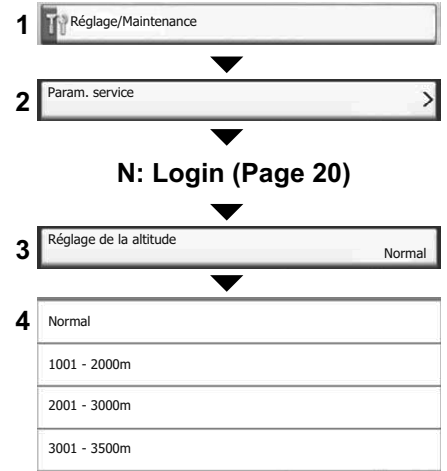 1 Réglage/Maintenance
2 Param. service >
N: Login (Page 20)
3 Réglage de la altitude Normal
4 Normal
1001 - 2000m
2001 - 3000m
3001 - 3500m